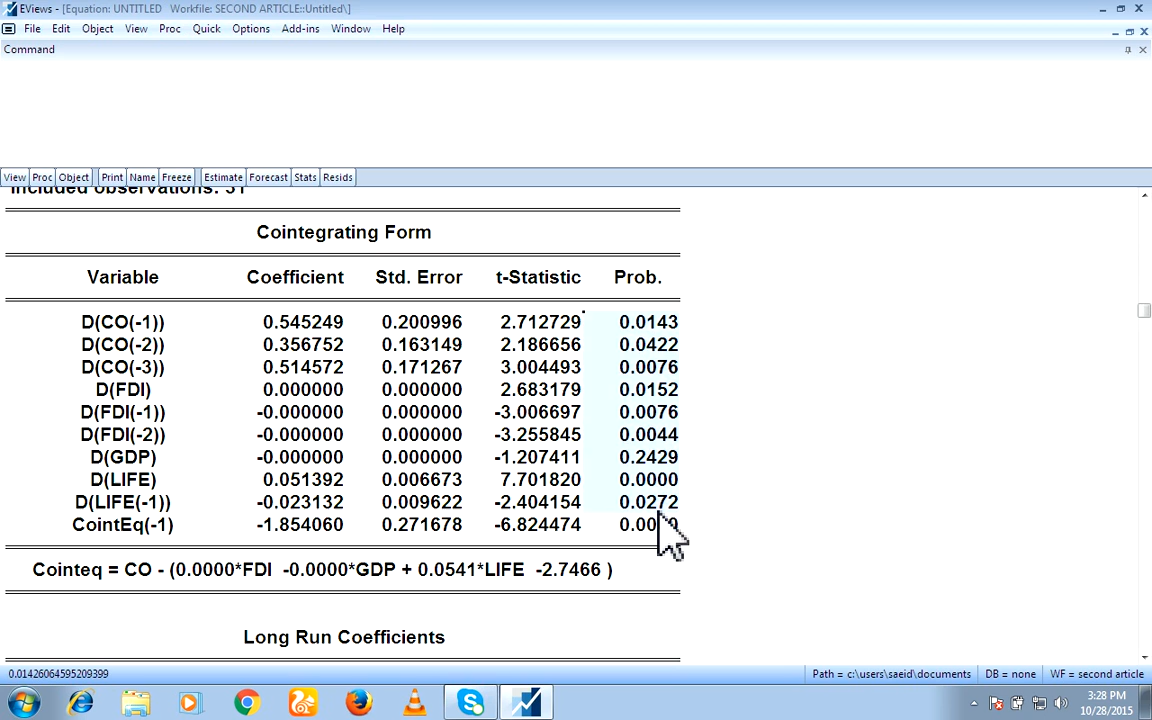 EViews - [Equation: UNTITLED Workfile: SECOND ARTICLE::Untitled\]
File Edit Object View Proc Quick Options Add-ins Window Help
Command
View Proc Object Print Name Freeze Estimate Forecast Stats Resids
Included observations: 31
Cointegrating Form
Variable Coefficient Std. Error t-Statistic Prob.
D(CO(-1)) 0.545249 0.200996 2.712729 0.0143
D(CO(-2)) 0.356752 0.163149 2.186656 0.0422
D(CO(-3)) 0.514572 0.171267 3.004493 0.0076
D(FDI) 0.000000 0.000000 2.683179 0.0152
D(FDI(-1)) -0.000000 0.000000 -3.006697 0.0076
D(FDI(-2)) -0.000000 0.000000 -3.255845 0.0044
D(GDP) -0.000000 0.000000 -1.207411 0.2429
D(LIFE) 0.051392 0.006673 7.701820 0.0000
D(LIFE(-1)) -0.023132 0.009622 -2.404154 0.0272
CointEq(-1) -1.854060 0.271678 -6.824474
Cointeq = CO - (0.0000*FDI -0.0000*GDP + 0.0541*LIFE -2.7466 )
Long Run Coefficients
0.01426064595209399 Path = c:\users\saeid\documents DB = none WF = second article
3:28 PM
10/28/2015